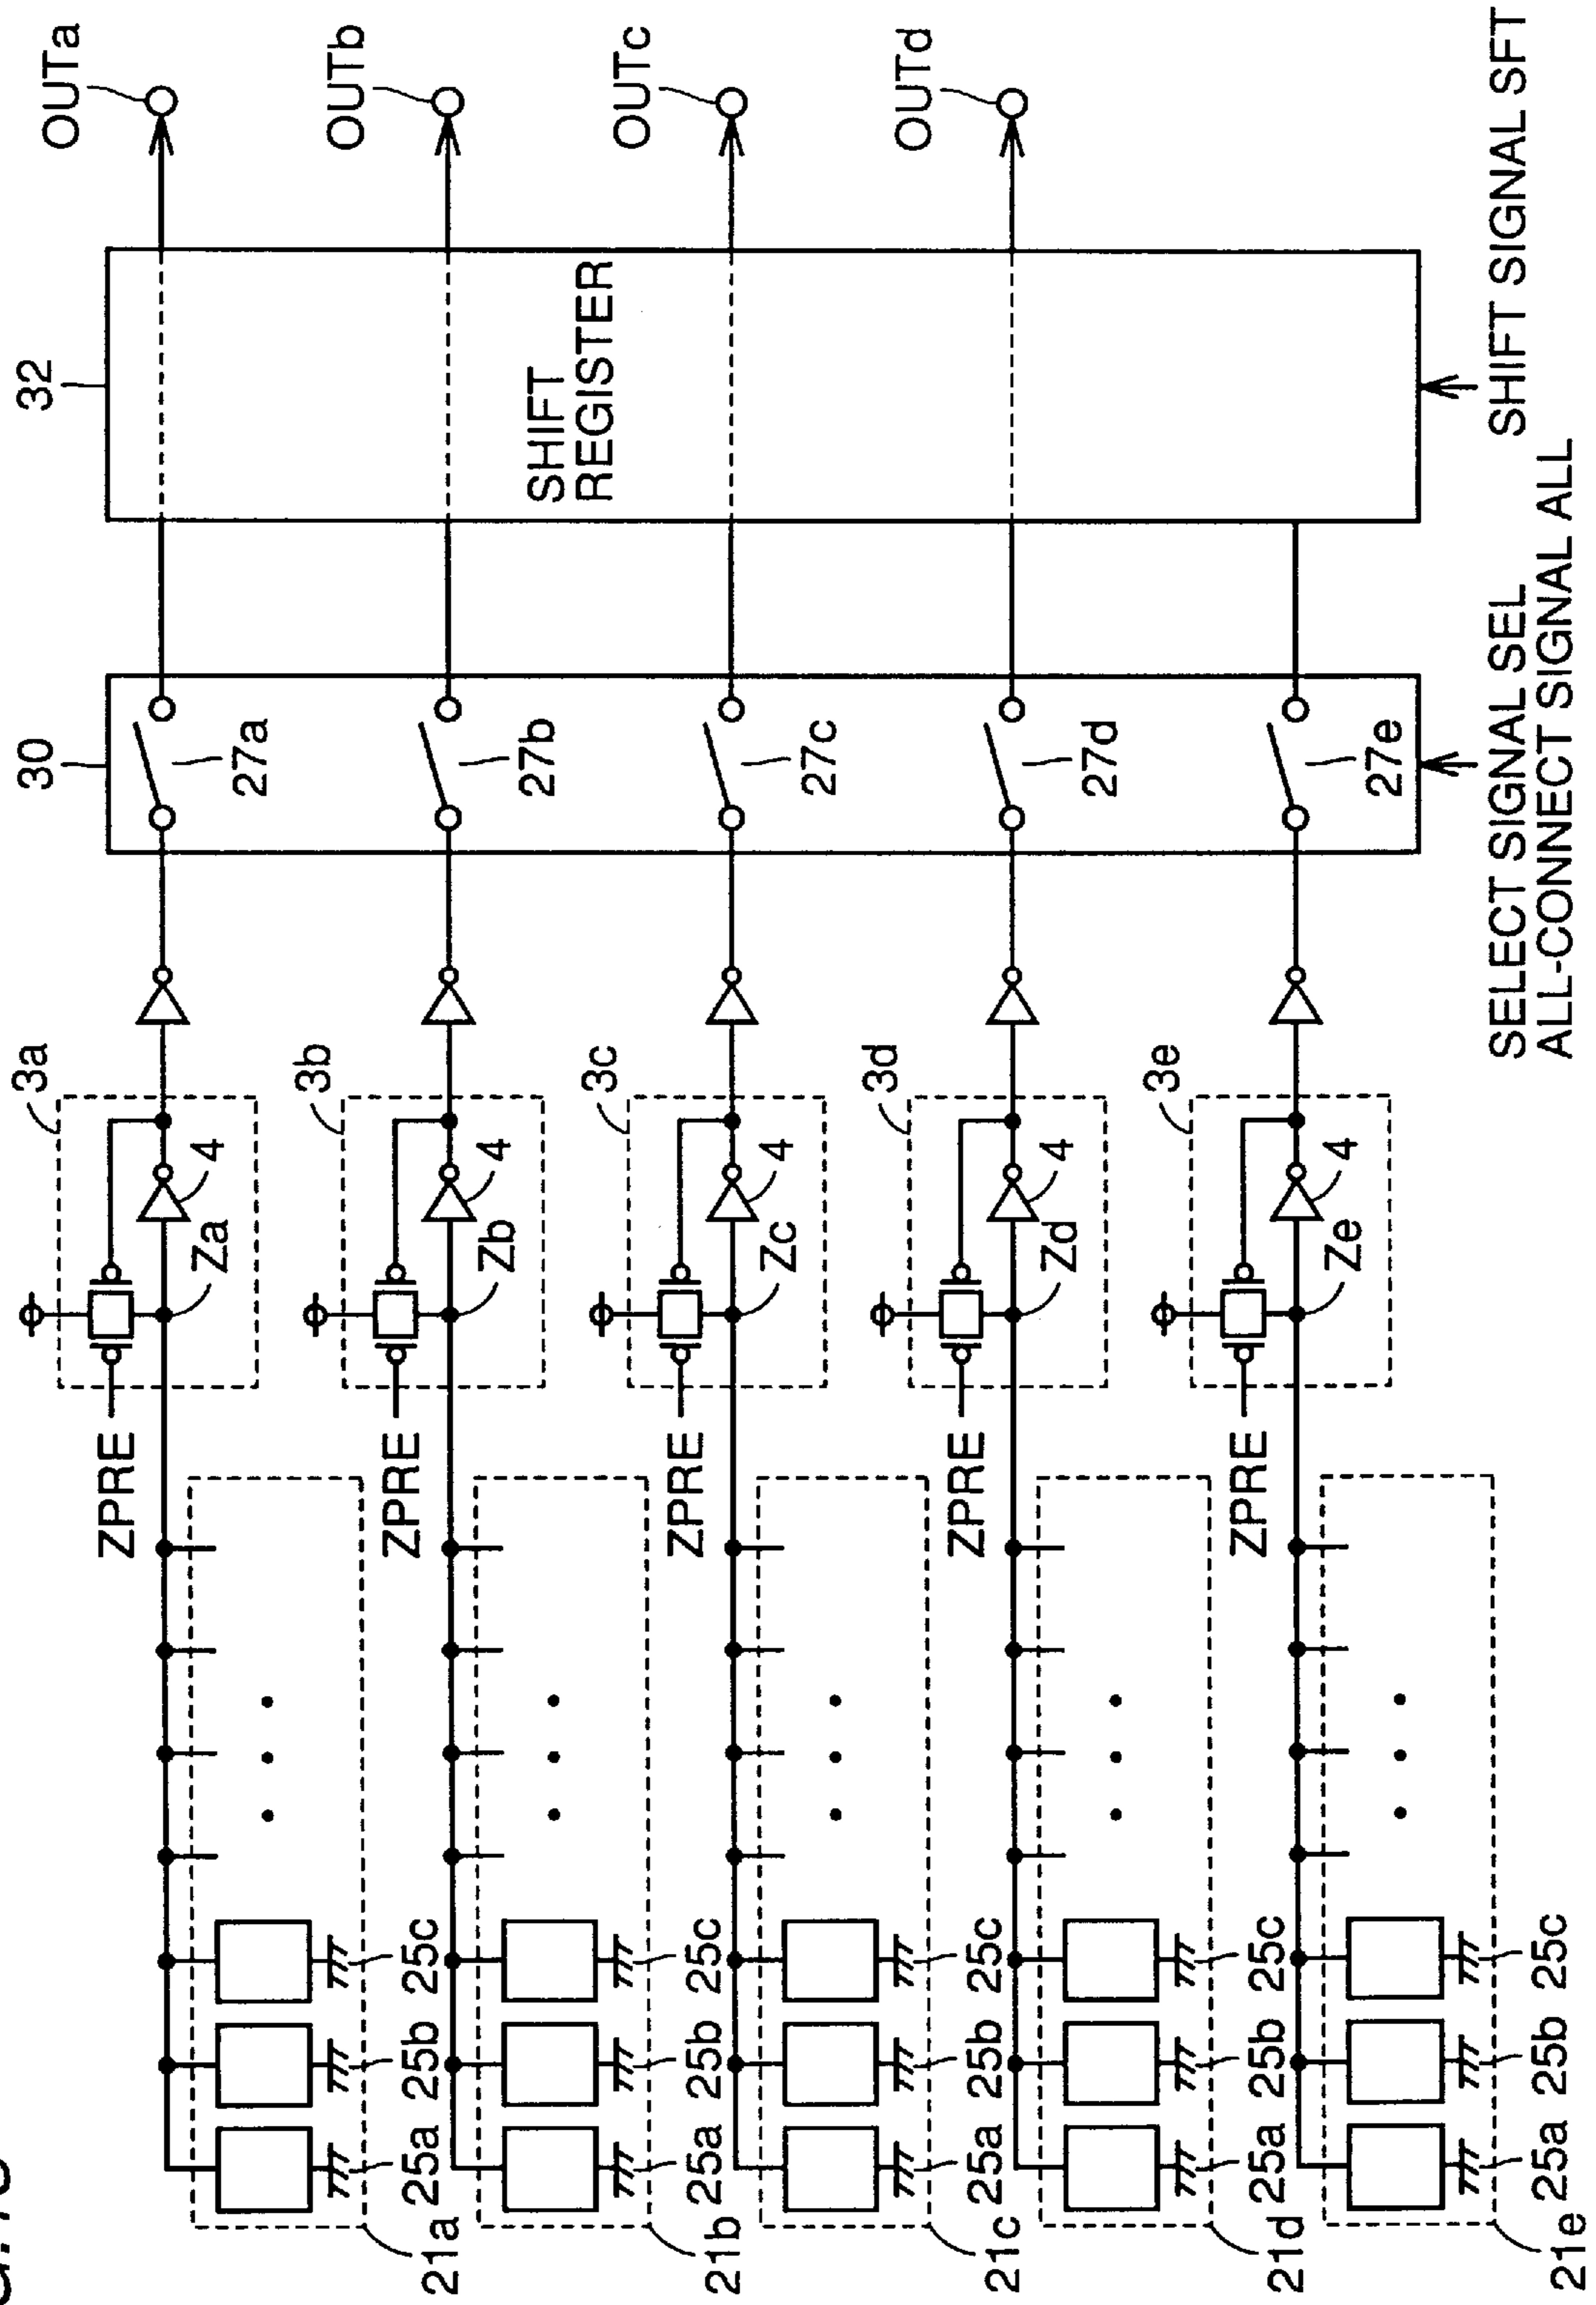 3a
30
32
OUTa
ZPRE
Za
4
27a
3b
OUTb
ZPRE
25a 25b 25c
21a
Zb
4
27b
SHIFT
REGISTER
3c
OUTc
ZPRE
25a 25b 25c
21b
Zc
4
27c
3d
OUTd
ZPRE
25a 25b 25c
21c
Zd
4
27d
3e
ZPRE
25a 25b 25c
21d
Ze
4
27e
SELECT SIGNAL SEL
ALL-CONNECT SIGNAL ALL
SHIFT SIGNAL SFT
25a 25b 25c
21e